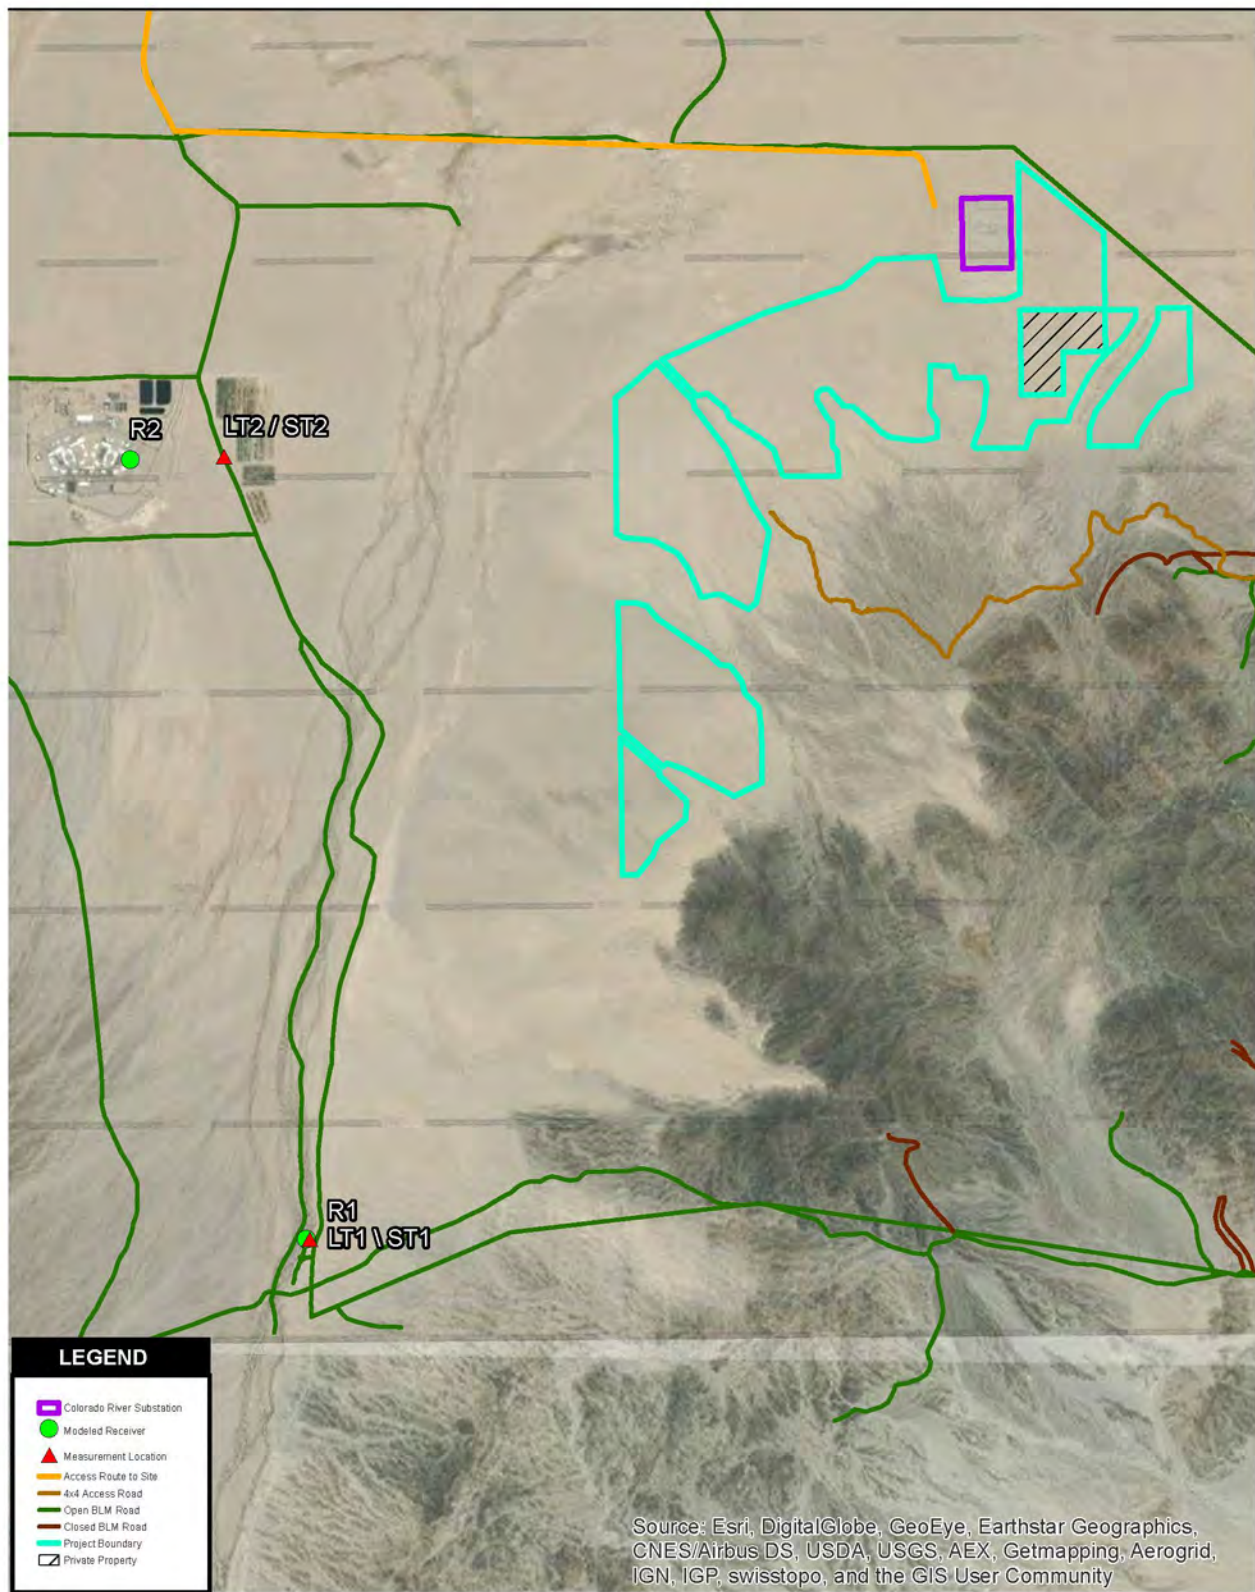 R2
LT2 / ST2
R1
LT1 \ ST1
LEGEND
Colorado River Substation
Modeled Receiver
Measurement Location
Access Route to Site
4x4 Access Road
Open BLM Road
Closed BLM Road
Project Boundary
Private Property
Source: Esri, DigitalGlobe, GeoEye, Earthstar Geographics,
CNES/Airbus DS, USDA, USGS, AEX, Getmapping, Aerogrid,
IGN, IGP, swisstopo, and the GIS User Community